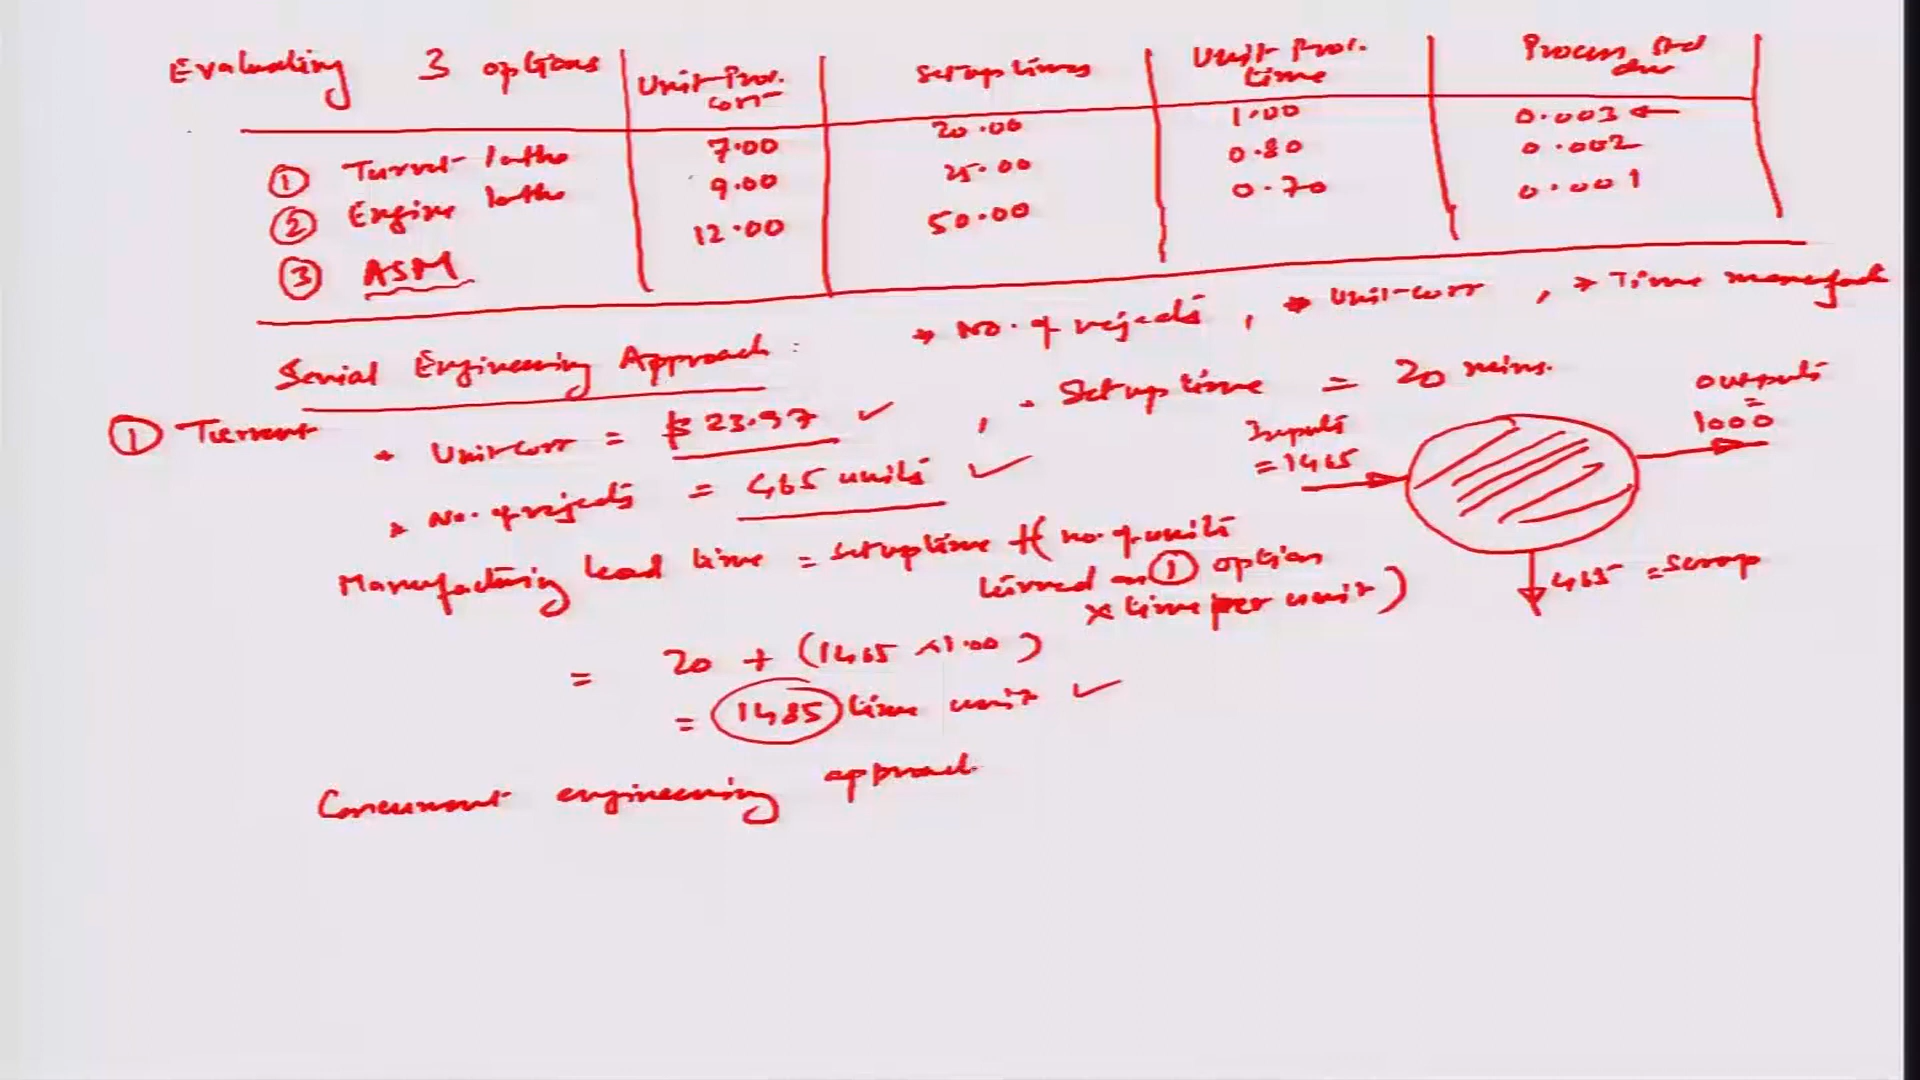 Evaluating 3 options | Unit Proc. cost | Setup times | Unit Proc. time | Process Std dev
① Turret lathe 7.00 20.00 1.00 0.003 ←
② Engine lathe 9.00 25.00 0.80 0.002
③ ASM 12.00 50.00 0.70 0.001
Serial Engineering Approach: → No. of rejects, → Unit-cost, → Time
① Turret * Unit cost = $23.97 ✓, • Setup time = 20 mins.
* No. of rejects = 465 units ✓
Inputs = 1465
outputs = 1000
465 = Scrap
Manufacturing lead time = setup time + (no. of units
turned on ① option
× time per unit)
= 20 + (1465 × 1.00)
= 1485 time unit ✓
Concurrent engineering approach